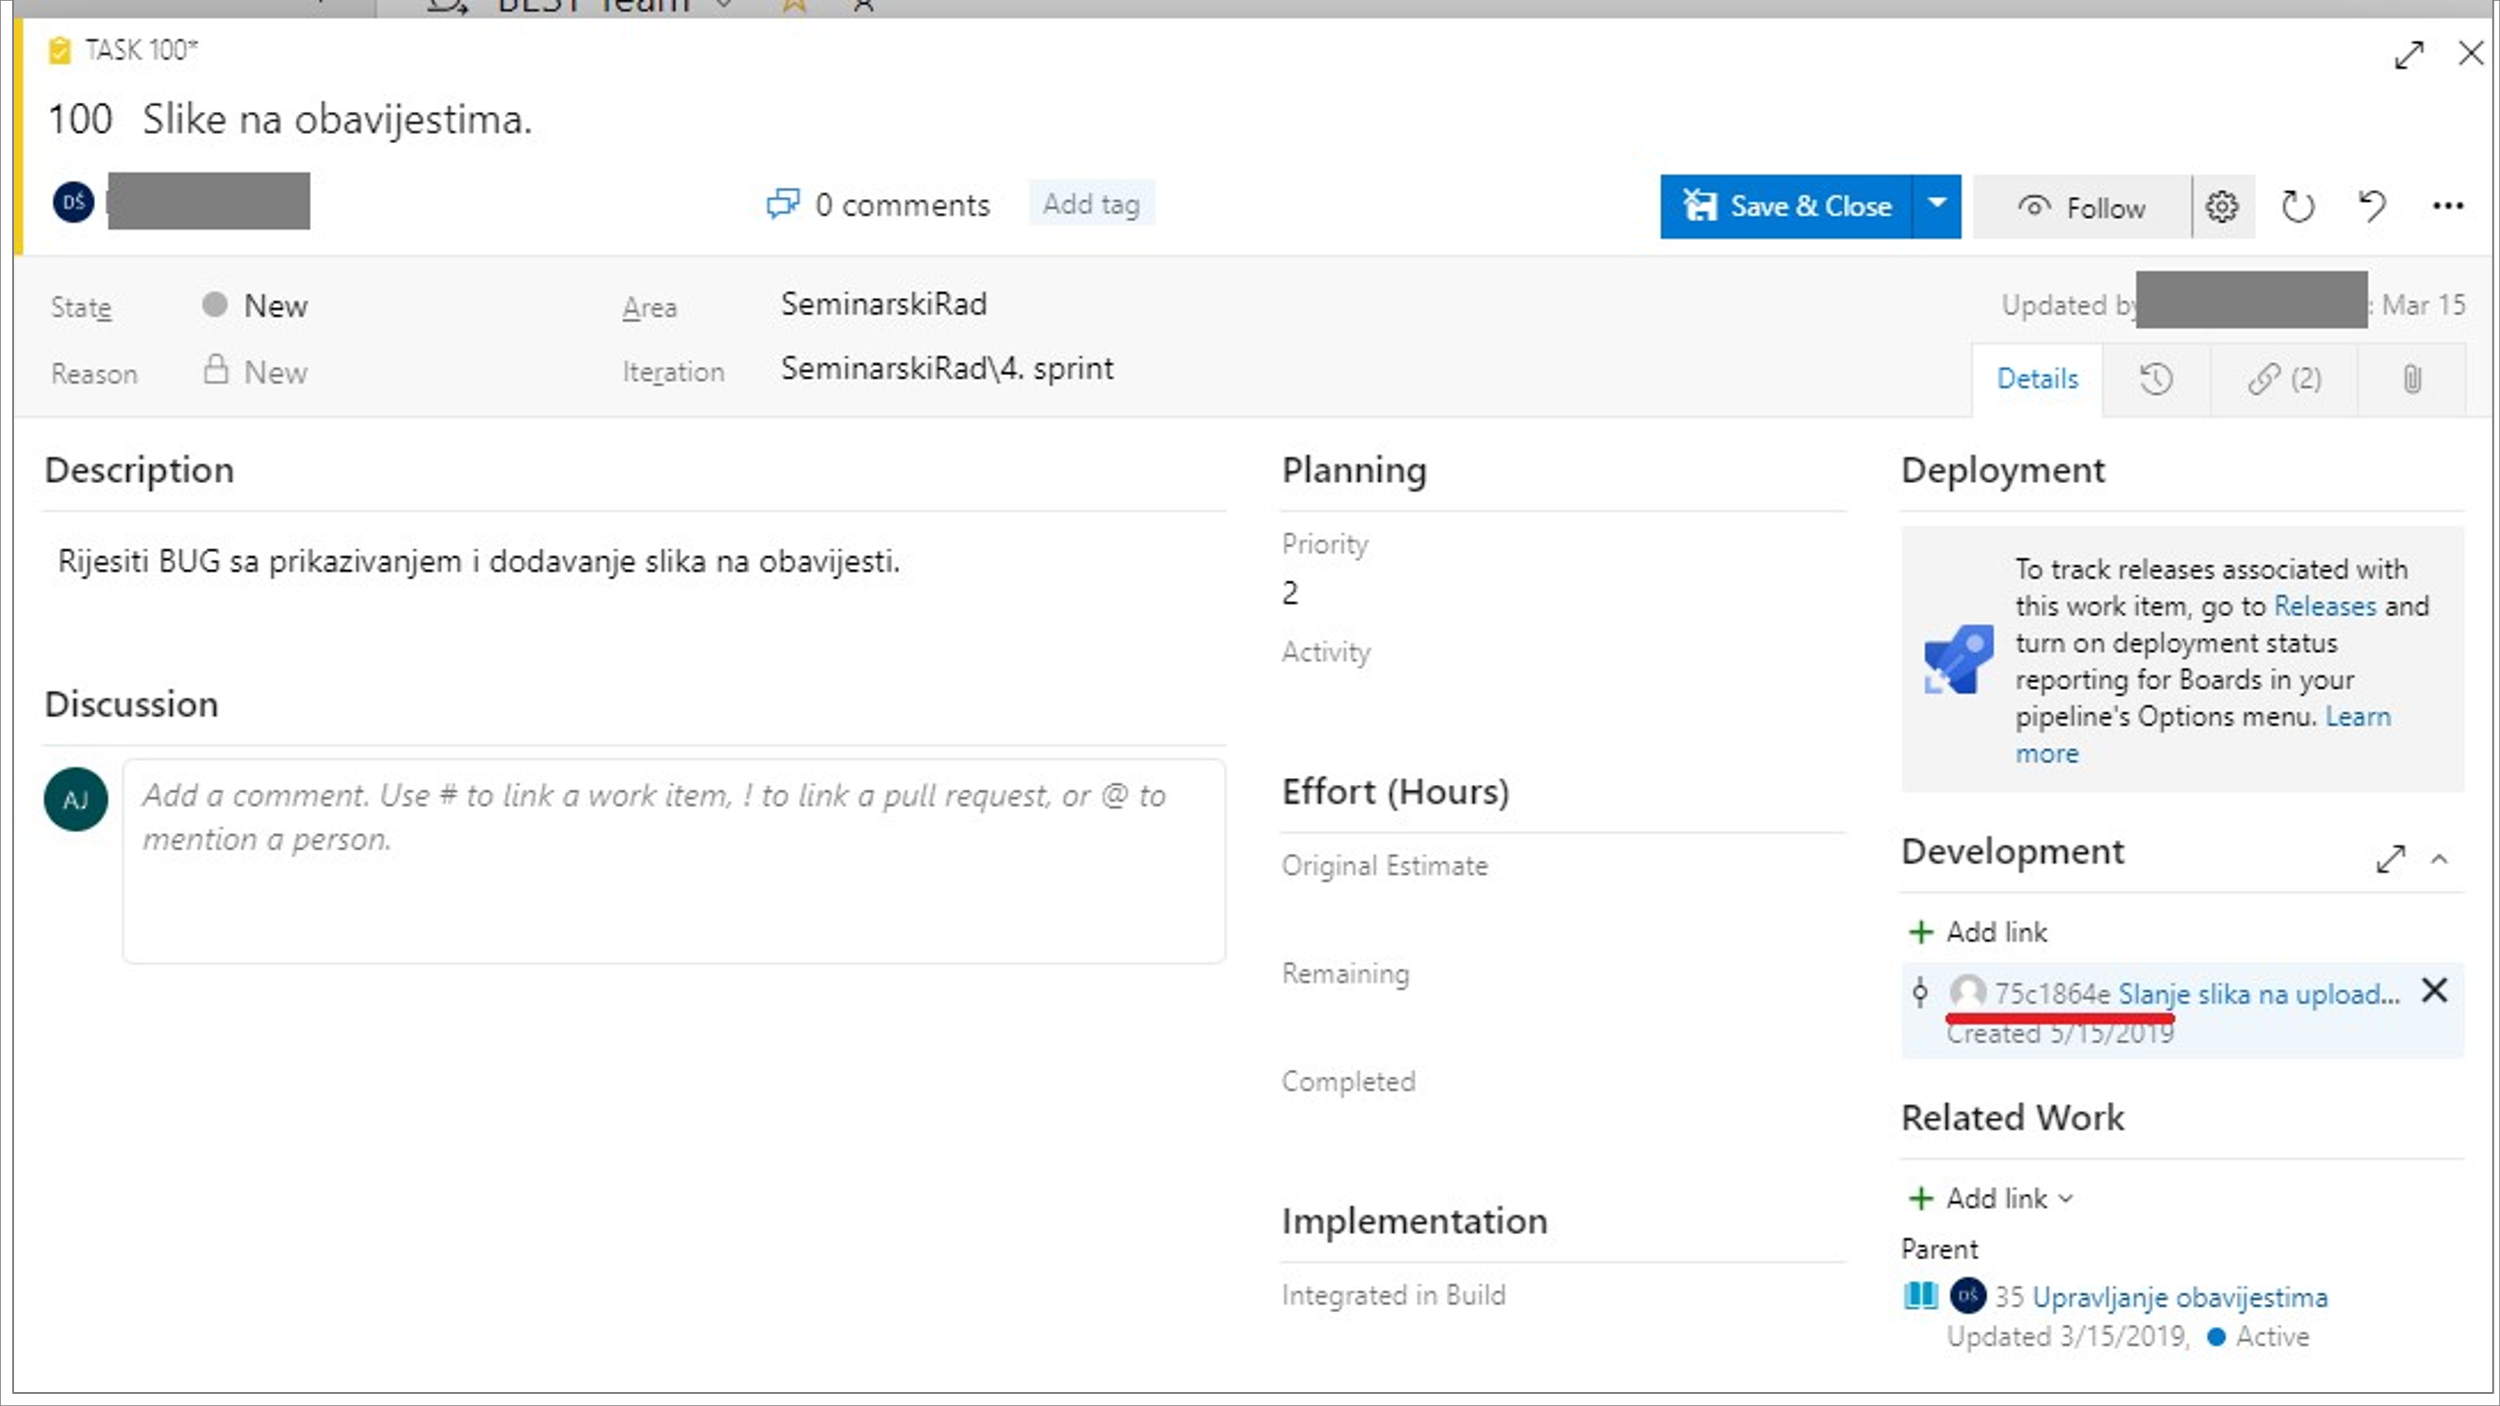 BEST Team
TASK 100*
100 Slike na obavijestima.
DŠ
0 comments
Add tag
Save & Close
Follow
State
New
Area
SeminarskiRad
Updated by
: Mar 15
Reason
New
Iteration
SeminarskiRad\4. sprint
Details
(2)
Description
Rijesiti BUG sa prikazivanjem i dodavanje slika na obavijesti.
Discussion
AJ
Add a comment. Use # to link a work item, ! to link a pull request, or @ to
mention a person.
Planning
Priority
2
Activity
Effort (Hours)
Original Estimate
Remaining
Completed
Implementation
Integrated in Build
Deployment
To track releases associated with
this work item, go to Releases and
turn on deployment status
reporting for Boards in your
pipeline's Options menu. Learn
more
Development
Add link
75c1864e Slanje slika na upload...
Created 5/15/2019
Related Work
Add link
Parent
DŠ 35 Upravljanje obavijestima
Updated 3/15/2019, Active